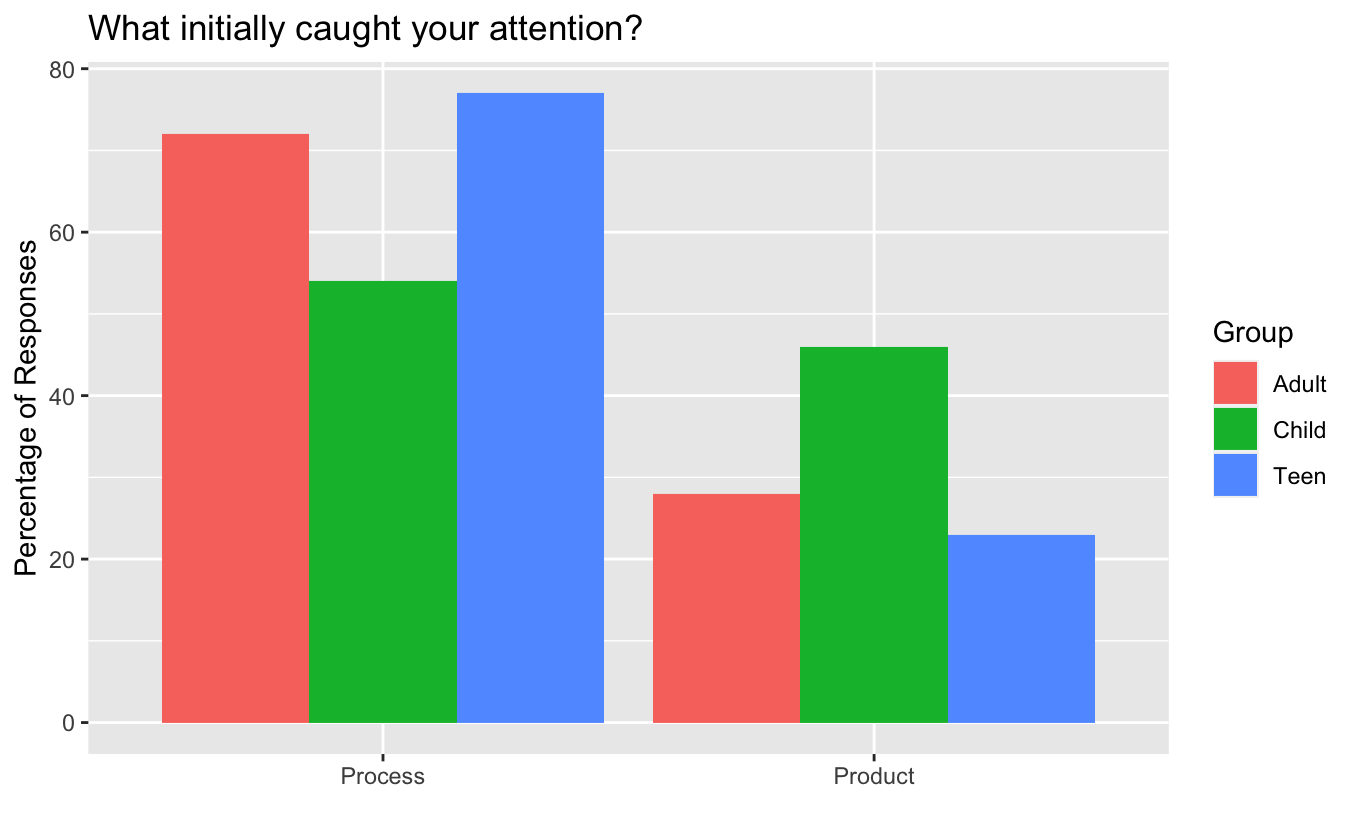 What initially caught your attention?
Percentage of Responses
80
60
40
20
0
Process
Product
Group
Adult
Child
Teen